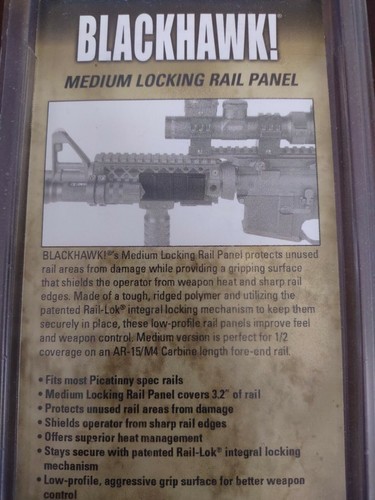 BLACKHAWK!®
MEDIUM LOCKING RAIL PANEL
BLACKHAWK!®'s Medium Locking Rail Panel protects unused
rail areas from damage while providing a gripping surface
that shields the operator from weapon heat and sharp rail
edges. Made of a tough, ridged polymer and utilizing the
patented Rail-Lok® integral locking mechanism to keep them
securely in place, these low-profile rail panels improve feel
and weapon control. Medium version is perfect for 1/2
coverage on an AR-15/M4 Carbine length fore-end rail.
• Fits most Picatinny spec rails
• Medium Locking Rail Panel covers 3.2" of rail
• Protects unused rail areas from damage
• Shields operator from sharp rail edges
• Offers superior heat management
• Stays secure with patented Rail-Lok® integral locking
mechanism
• Low-profile, aggressive grip surface for better weapon
control